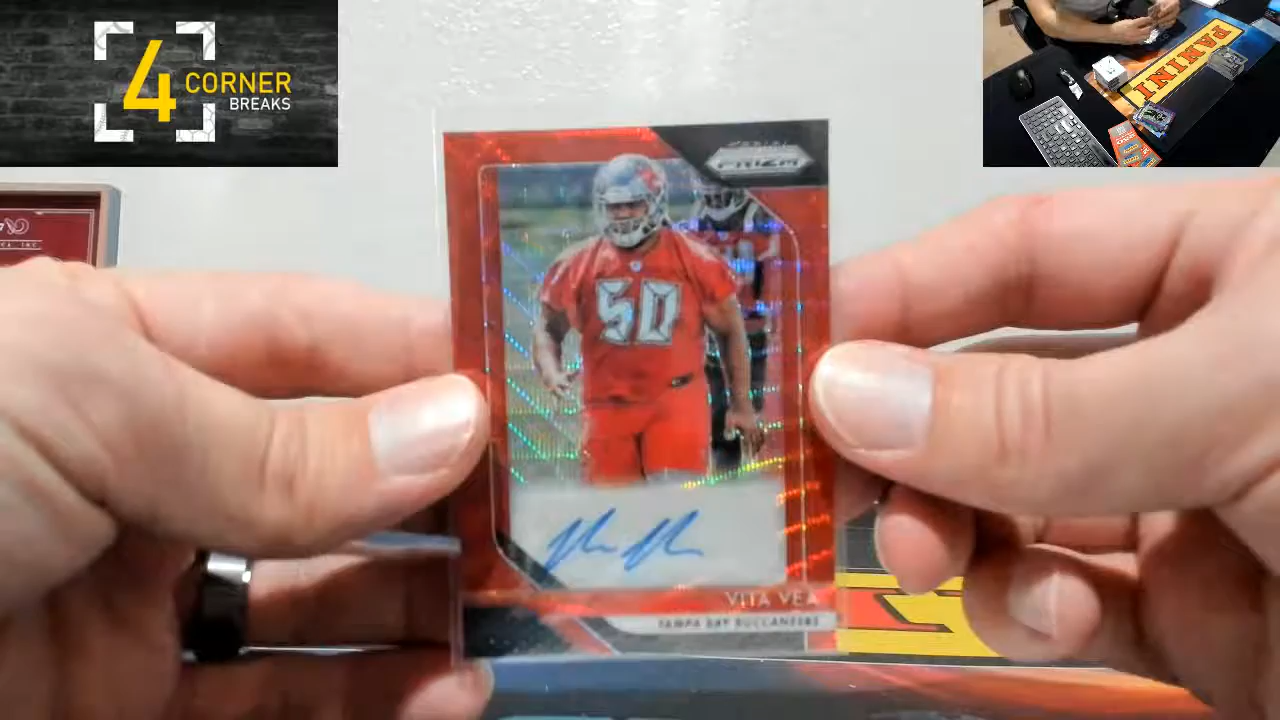 4 CORNER
BREAKS
PANINI
PRIZM
50
VITA VEA
TAMPA BAY BUCCANEERS